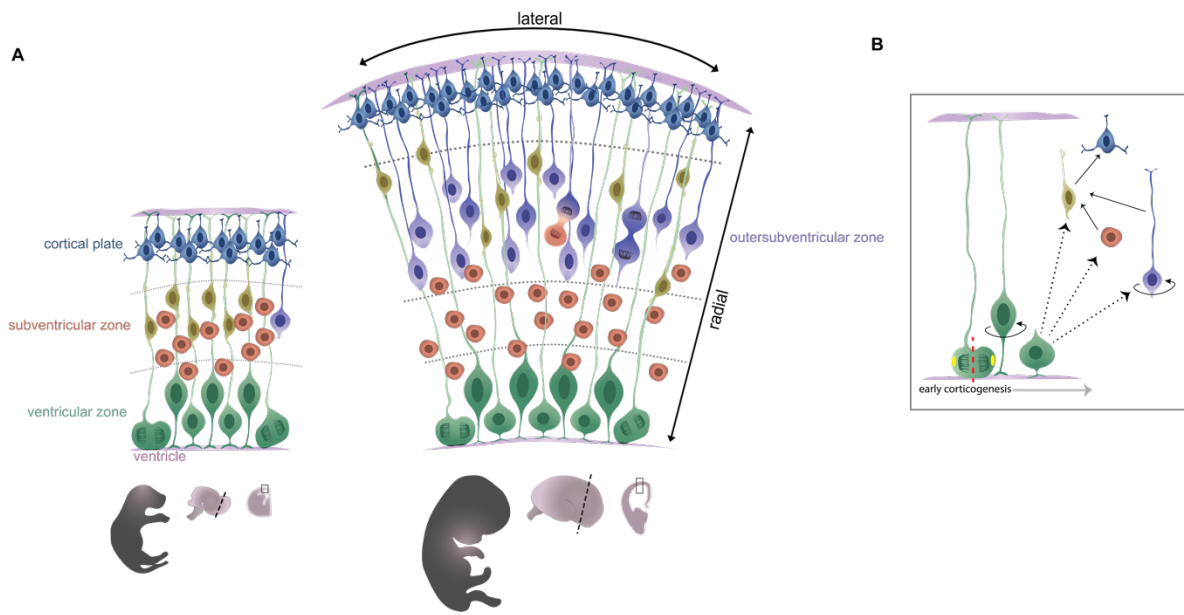 A
lateral
B
cortical plate
outersubventricular zone
subventricular zone
radial
ventricular zone
early corticogenesis
ventricle